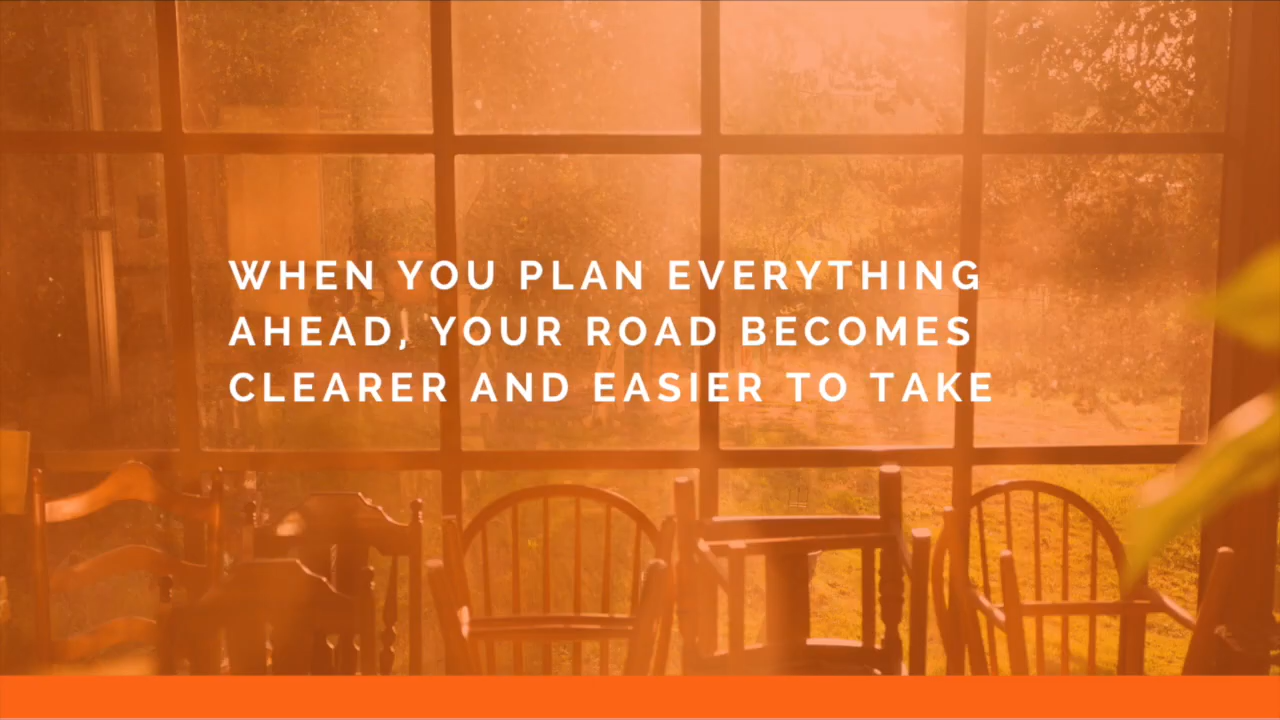 WHEN YOU PLAN EVERYTHING
AHEAD, YOUR ROAD BECOMES
CLEARER AND EASIER TO TAKE